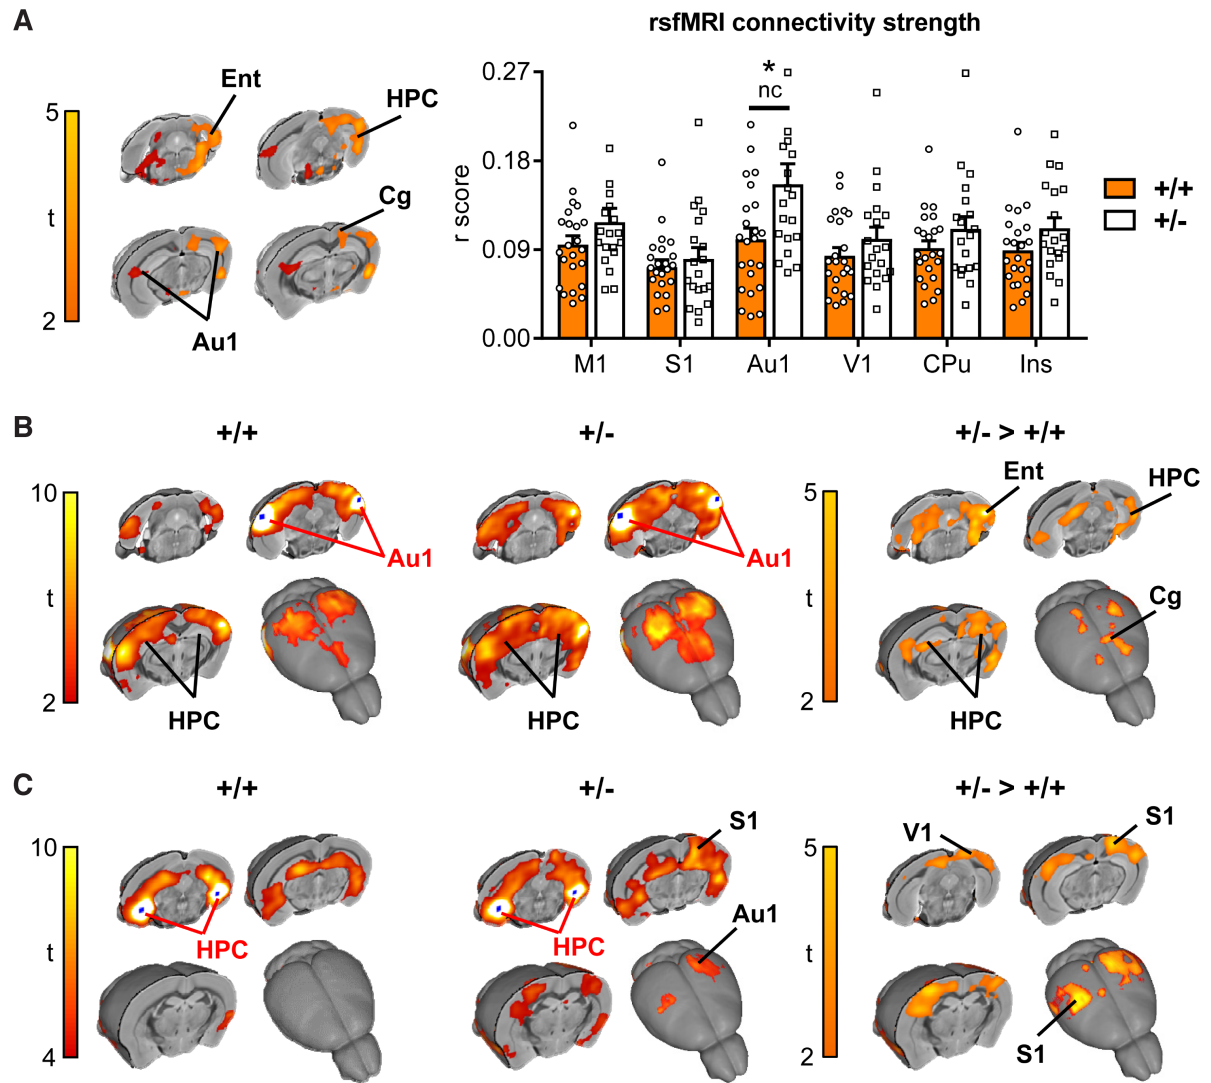 A
rsfMRI connectivity strength
5
t
2
Ent
HPC
Cg
Au1
r score
0.27
0.18
0.09
0.00
*
nc
M1 S1 Au1 V1 CPu Ins
+/+
+/-
B
+/+ +/- +/- > +/+
10
t
2
Au1
HPC
Au1
HPC
5
t
2
Ent
HPC
Cg
HPC
C
+/+ +/- +/- > +/+
10
t
4
HPC
S1
HPC
Au1
5
t
2
V1
S1
S1